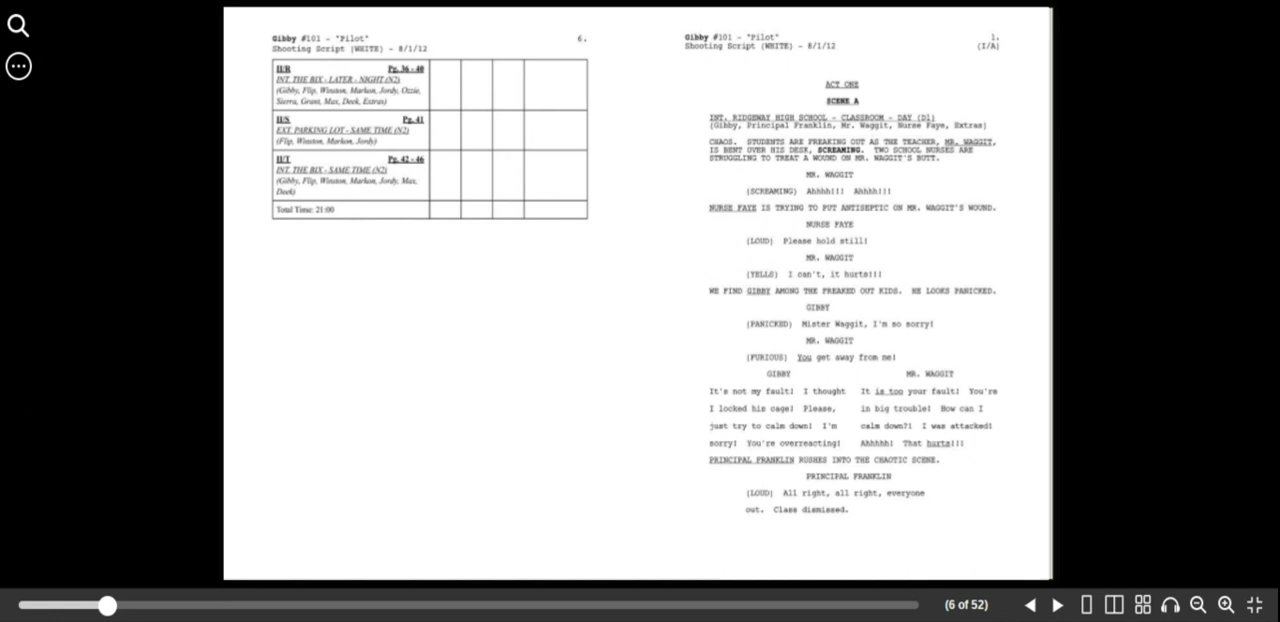 Gibby #101 - "Pilot" 6.
Shooting Script (WHITE) - 8/1/12
II/R Pg. 36 - 40
INT. THE BIX - LATER - NIGHT (N2)
(Gibby, Flip, Winston, Markon, Jordy, Ozzie,
Sierra, Grant, Max, Deek, Extras)
II/S Pg. 41
EXT. PARKING LOT - SAME TIME (N2)
(Flip, Winston, Markon, Jordy)
II/T Pg. 42 - 46
INT. THE BIX - SAME TIME (N2)
(Gibby, Flip, Winston, Markon, Jordy, Max,
Deek)
Total Time: 21:00
Gibby #101 - "Pilot" 1.
Shooting Script (WHITE) - 8/1/12 (I/A)
ACT ONE
SCENE A
INT. RIDGEWAY HIGH SCHOOL - CLASSROOM - DAY (D1)
(Gibby, Principal Franklin, Mr. Waggit, Nurse Faye, Extras)
CHAOS. STUDENTS ARE FREAKING OUT AS THE TEACHER, MR. WAGGIT,
IS BENT OVER HIS DESK, SCREAMING. TWO SCHOOL NURSES ARE
STRUGGLING TO TREAT A WOUND ON MR. WAGGIT'S BUTT.
MR. WAGGIT
(SCREAMING) Ahhhh!!! Ahhhh!!!
NURSE FAYE IS TRYING TO PUT ANTISEPTIC ON MR. WAGGIT'S WOUND.
NURSE FAYE
(LOUD) Please hold still!
MR. WAGGIT
(YELLS) I can't, it hurts!!!
WE FIND GIBBY AMONG THE FREAKED OUT KIDS. HE LOOKS PANICKED.
GIBBY
(PANICKED) Mister Waggit, I'm so sorry!
MR. WAGGIT
(FURIOUS) You get away from me!
GIBBY MR. WAGGIT
It's not my fault! I thought It is too your fault! You're
I locked his cage! Please, in big trouble! How can I
just try to calm down! I'm calm down?! I was attacked!
sorry! You're overreacting! Ahhhhh! That hurts!!!
PRINCIPAL FRANKLIN RUSHES INTO THE CHAOTIC SCENE.
PRINCIPAL FRANKLIN
(LOUD) All right, all right, everyone
out. Class dismissed.
(6 of 52)